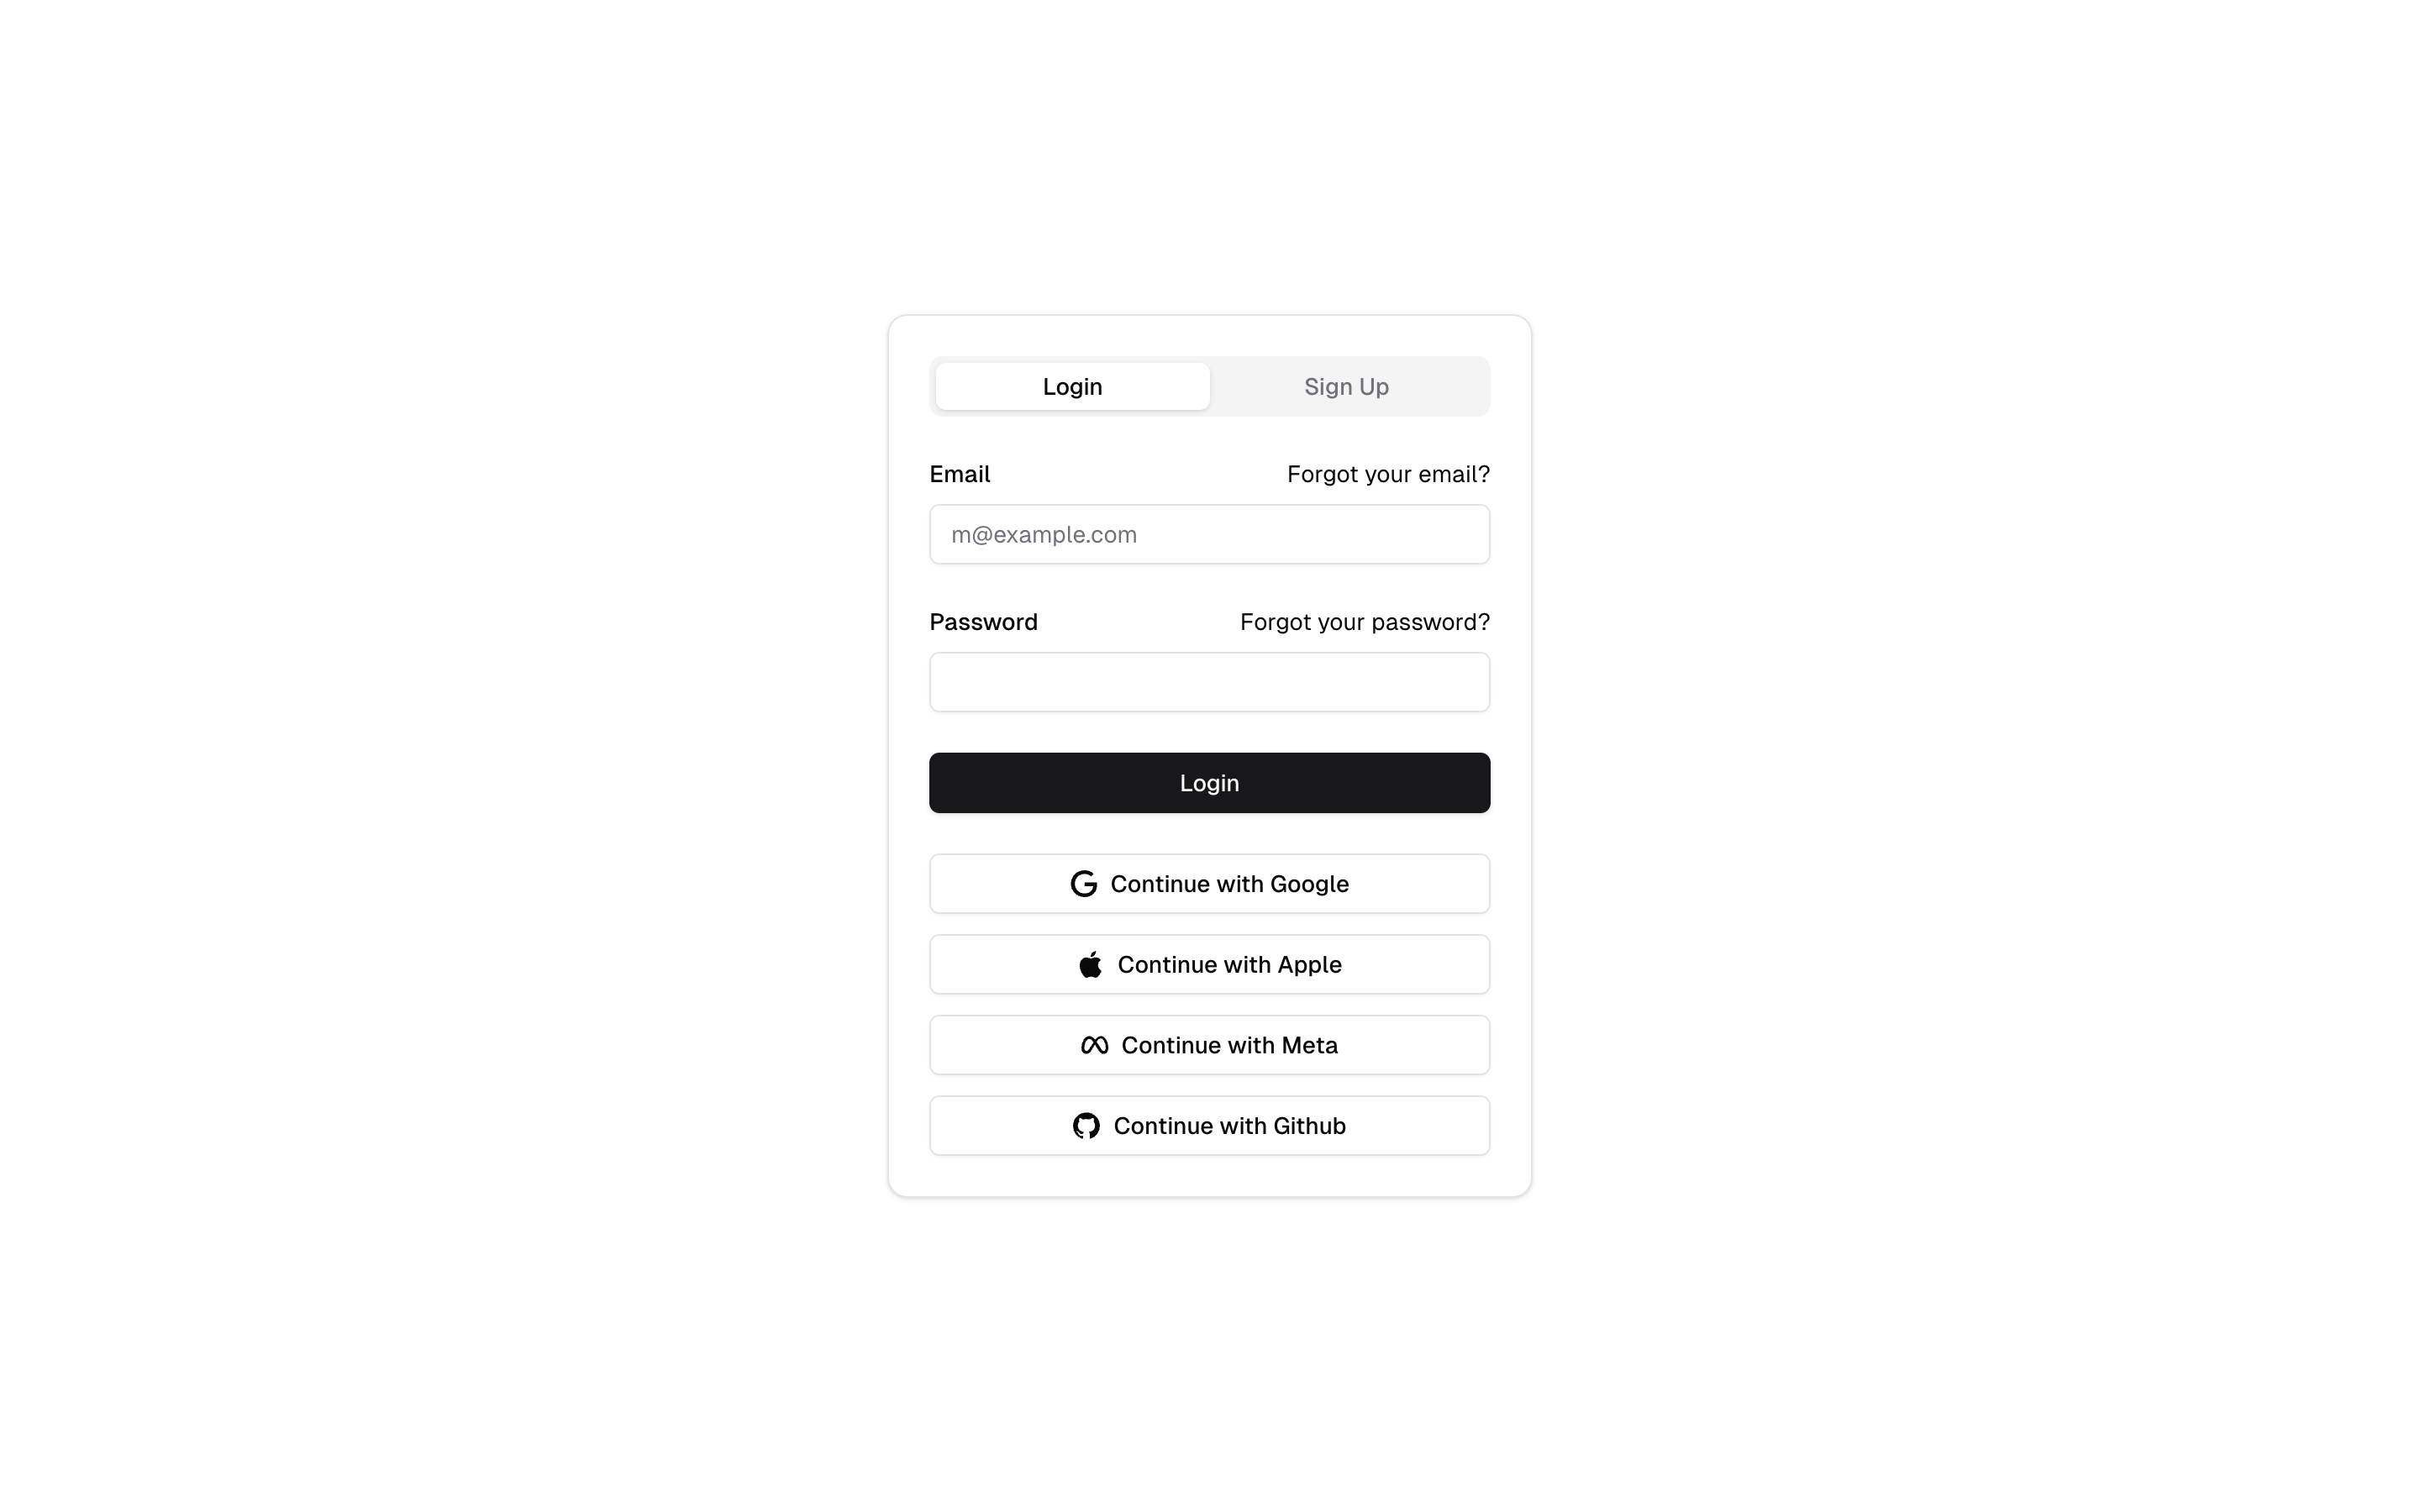 Login Sign Up
Email Forgot your email?
m@example.com
Password Forgot your password?
Login
Continue with Google
Continue with Apple
Continue with Meta
Continue with Github